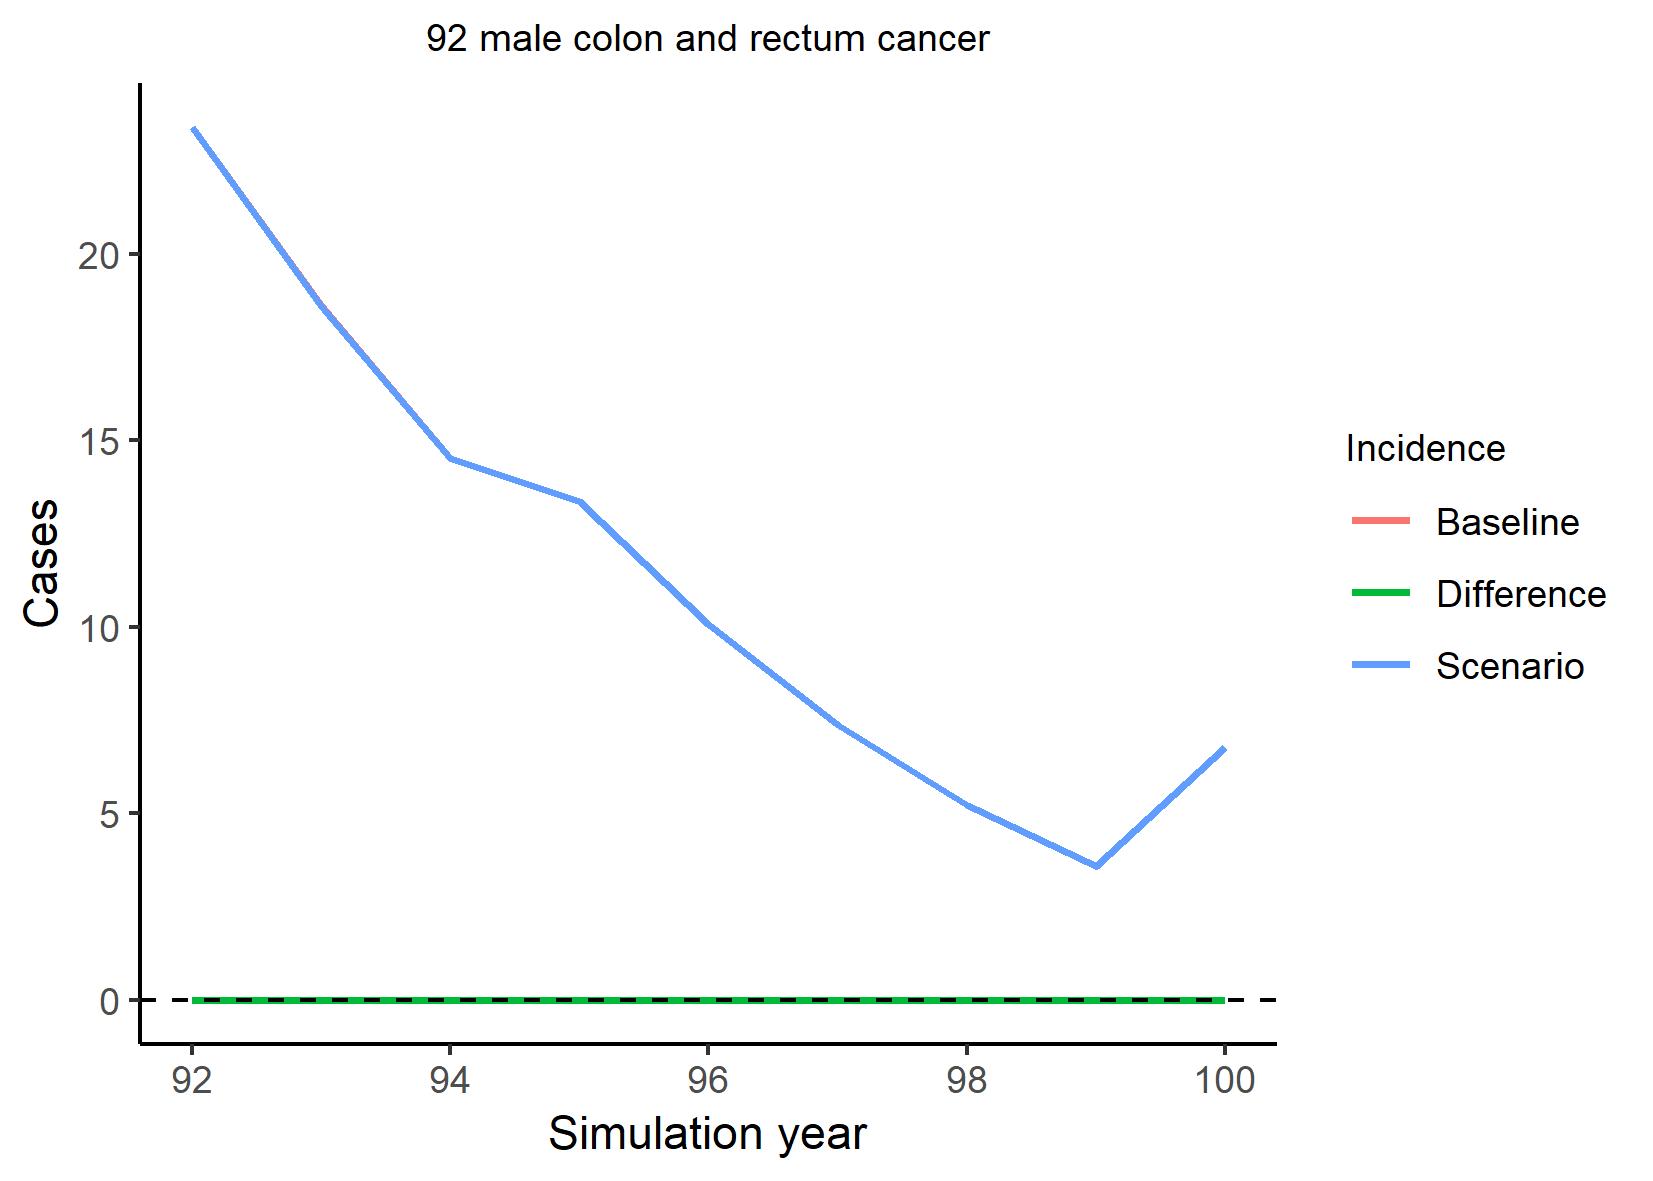 92 male colon and rectum cancer
Cases
20
15
10
5
0
92 94 96 98 100
Simulation year
Incidence
Baseline
Difference
Scenario